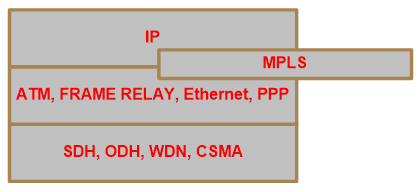 IP
MPLS
ATM, FRAME RELAY, Ethernet, PPP
SDH, ODH, WDN, CSMA